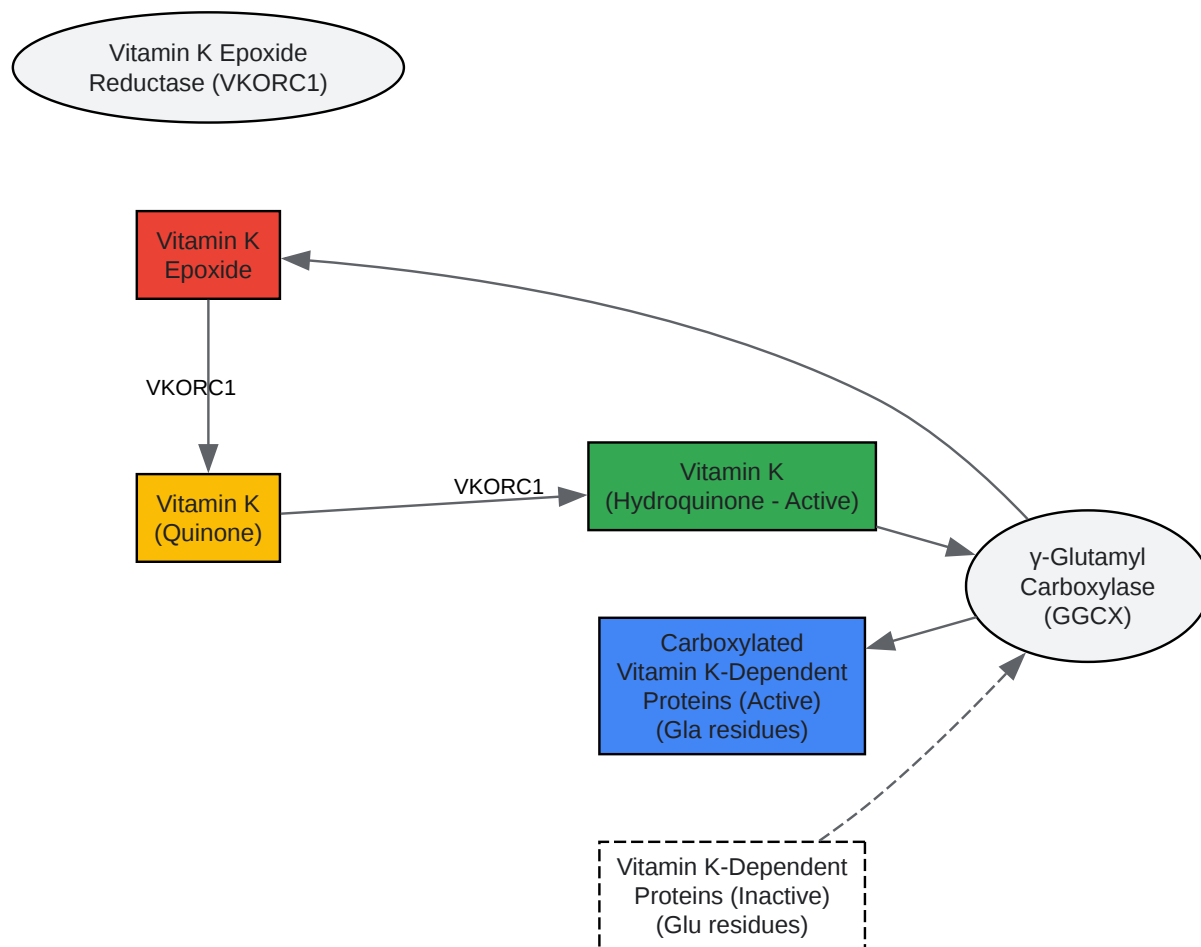 Vitamin K Epoxide
Reductase (VKORC1)
Vitamin K
Epoxide
VKORC1
Vitamin K
(Quinone)
VKORC1
Vitamin K
(Hydroquinone - Active)
γ-Glutamyl
Carboxylase
(GGCX)
Carboxylated
Vitamin K-Dependent
Proteins (Active)
(Gla residues)
Vitamin K-Dependent
Proteins (Inactive)
(Glu residues)